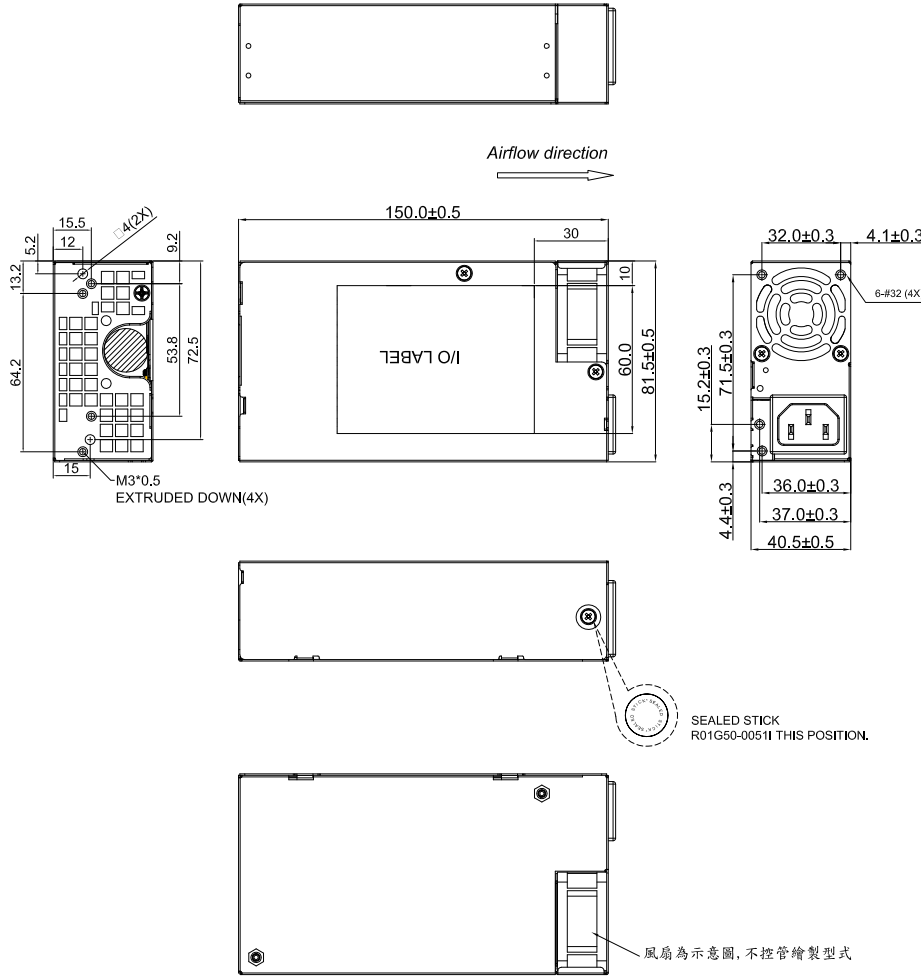 Airflow direction
150.0±0.5
30
10
I/O LABEL
60.0
81.5±0.5
15.5
12
□4(2X)
9.2
5.2
13.2
64.2
53.8
72.5
15
M3*0.5
EXTRUDED DOWN(4X)
32.0±0.3
4.1±0.3
6-#32 (4X
15.2±0.3
71.5±0.3
4.4±0.3
36.0±0.3
37.0±0.3
40.5±0.5
SEALED STICK
R01G50-0051I THIS POSITION.
風扇為示意圖, 不控管繪製型式